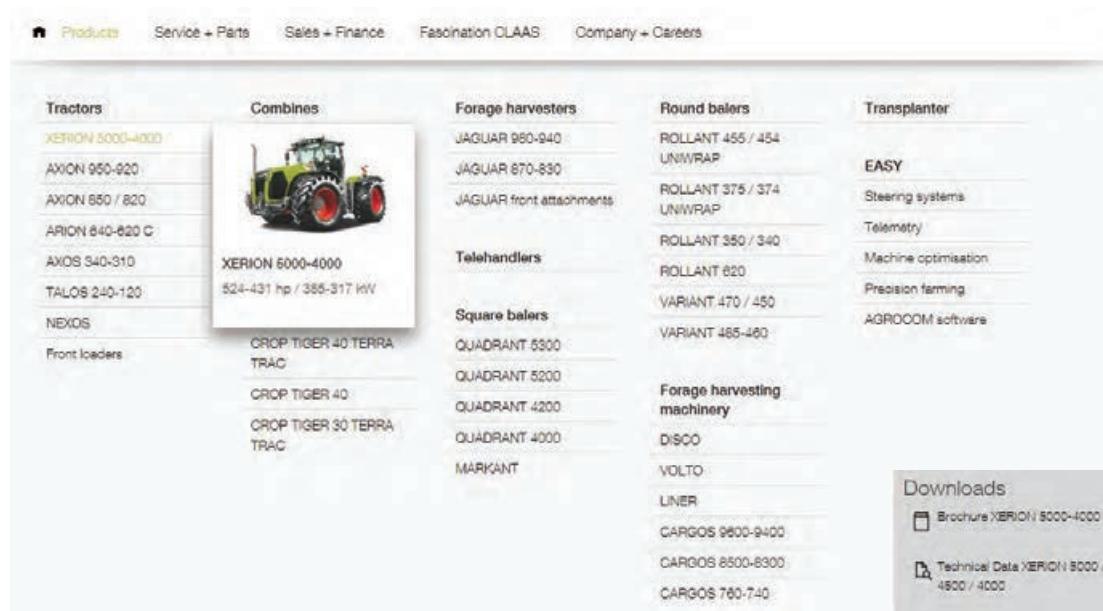 Products Service + Parts Sales + Finance Fascination CLAAS Company + Careers
Tractors
XERION 5000-4000
AXION 950-920
AXION 850 / 820
ARION 640-620 C
AXOS 340-310
TALOS 240-120
NEXOS
Front loaders
Combines
XERION 5000-4000
524-431 hp / 385-317 kW
CROP TIGER 40 TERRA
TRAC
CROP TIGER 40
CROP TIGER 30 TERRA
TRAC
Forage harvesters
JAGUAR 980-940
JAGUAR 870-830
JAGUAR front attachments
Telehandlers
Square balers
QUADRANT 5300
QUADRANT 5200
QUADRANT 4200
QUADRANT 4000
MARKANT
Round balers
ROLLANT 455 / 454
UNIWRAP
ROLLANT 375 / 374
UNIWRAP
ROLLANT 350 / 340
ROLLANT 620
VARIANT 470 / 450
VARIANT 485-460
Forage harvesting
machinery
DISCO
VOLTO
LINER
CARGOS 9600-9400
CARGOS 8500-8300
CARGOS 760-740
Transplanter
EASY
Steering systems
Telemetry
Machine optimisation
Precision farming
AGROCOM software
Downloads
Brochure XERION 5000-4000
Technical Data XERION 5000 /
4500 / 4000